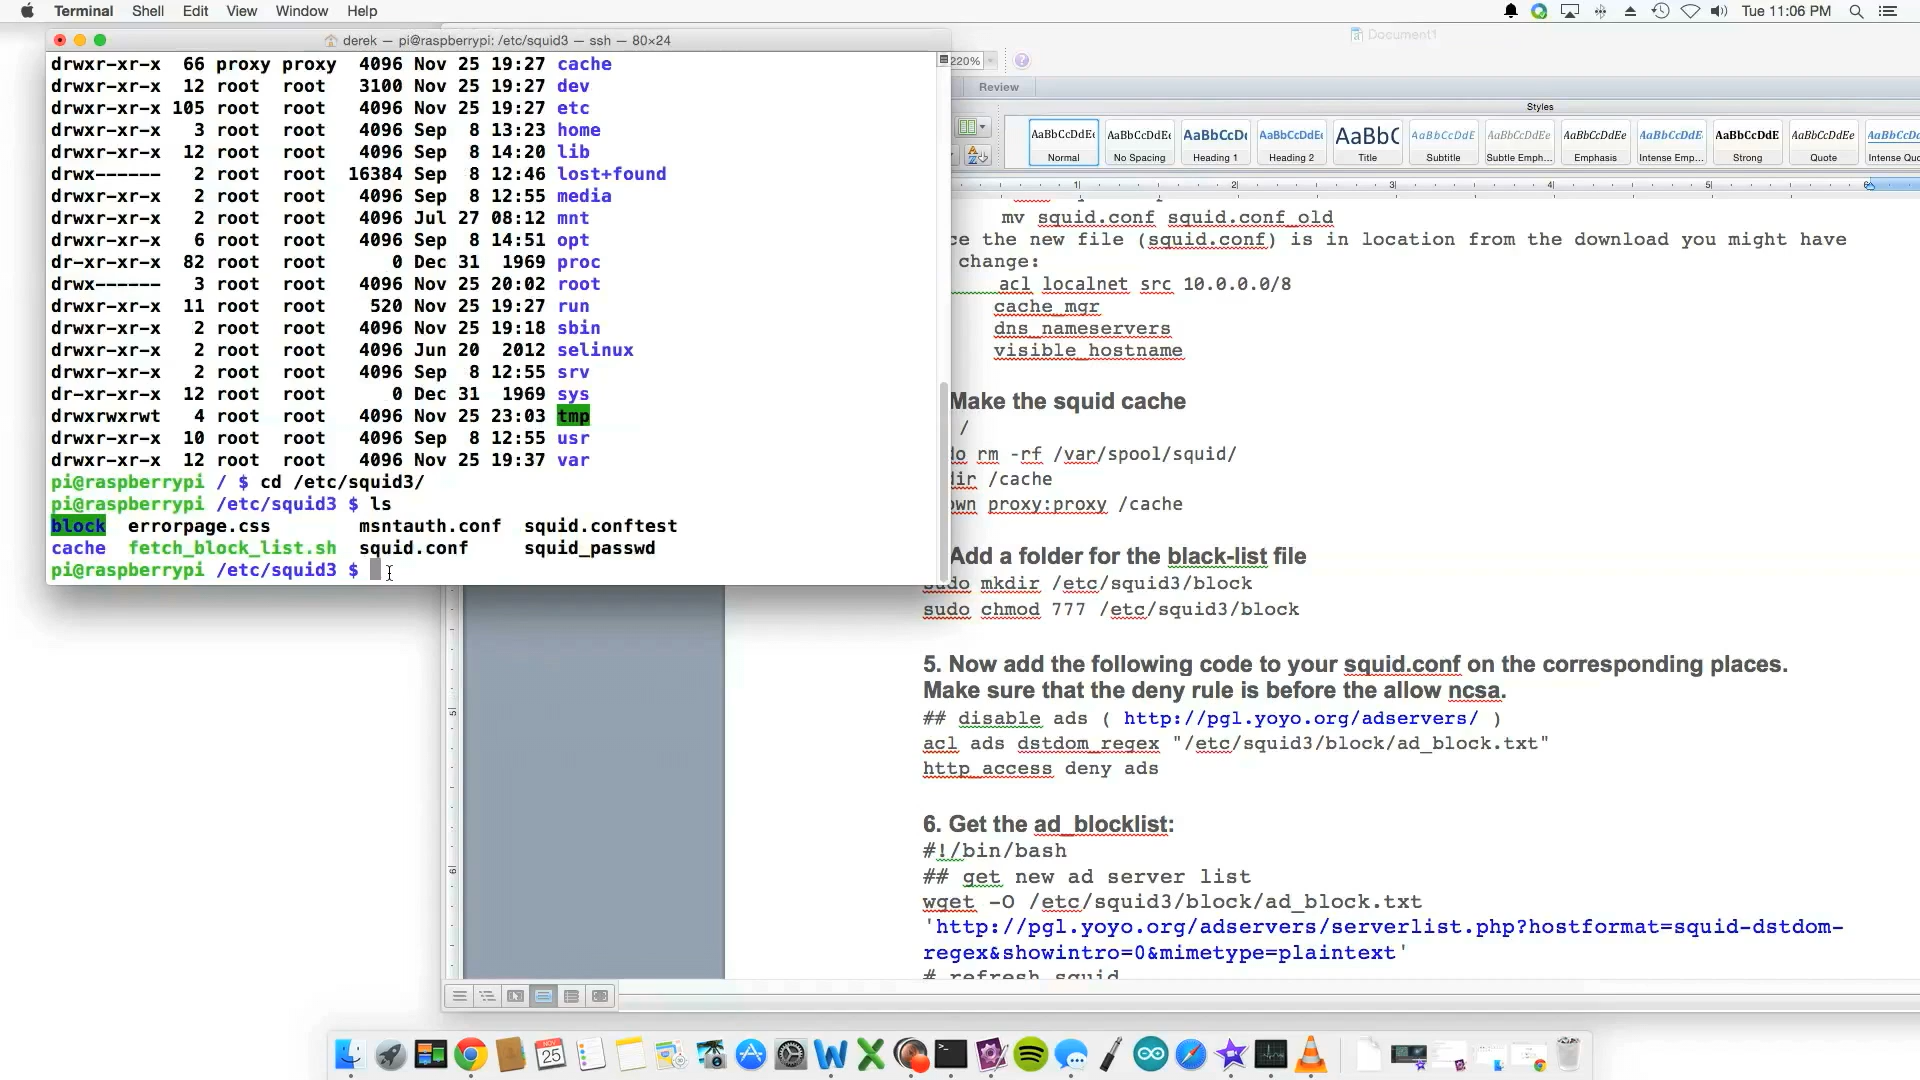 Terminal Shell Edit View Window Help Tue 11:06 PM
derek — pi@raspberrypi: /etc/squid3 — ssh — 80×24
drwxr-xr-x 66 proxy proxy 4096 Nov 25 19:27 cache
drwxr-xr-x 12 root root 3100 Nov 25 19:27 dev
drwxr-xr-x 105 root root 4096 Nov 25 19:27 etc
drwxr-xr-x 3 root root 4096 Sep 8 13:23 home
drwxr-xr-x 12 root root 4096 Sep 8 14:20 lib
drwx------ 2 root root 16384 Sep 8 12:46 lost+found
drwxr-xr-x 2 root root 4096 Sep 8 12:55 media
drwxr-xr-x 2 root root 4096 Jul 27 08:12 mnt
drwxr-xr-x 6 root root 4096 Sep 8 14:51 opt
dr-xr-xr-x 82 root root 0 Dec 31 1969 proc
drwx------ 3 root root 4096 Nov 25 20:02 root
drwxr-xr-x 11 root root 520 Nov 25 19:27 run
drwxr-xr-x 2 root root 4096 Nov 25 19:18 sbin
drwxr-xr-x 2 root root 4096 Jun 20 2012 selinux
drwxr-xr-x 2 root root 4096 Sep 8 12:55 srv
dr-xr-xr-x 12 root root 0 Dec 31 1969 sys
drwxrwxrwt 4 root root 4096 Nov 25 23:03 tmp
drwxr-xr-x 10 root root 4096 Sep 8 12:55 usr
drwxr-xr-x 12 root root 4096 Nov 25 19:37 var
pi@raspberrypi / $ cd /etc/squid3/
pi@raspberrypi /etc/squid3 $ ls
block errorpage.css msntauth.conf squid.conftest
cache fetch_block_list.sh squid.conf squid_passwd
pi@raspberrypi /etc/squid3 $
Document1
220%
Review
Styles
AaBbCcDdEe AaBbCcDdEe AaBbCcDc AaBbCcDdEe AaBbC AaBbCcDdE AaBbCcDdEe AaBbCcDdEe AaBbCcDdE AaBbCcDdE AaBbCcDdEe AaBbCcDd
Normal No Spacing Heading 1 Heading 2 Title Subtitle Subtle Emph... Emphasis Intense Emp... Strong Quote Intense Quo
1 2 3 4 5 6
mv squid.conf squid.conf_old
ce the new file (squid.conf) is in location from the download you might have
change:
acl localnet src 10.0.0.0/8
cache_mgr
dns_nameservers
visible_hostname
Make the squid cache
/
do rm -rf /var/spool/squid/
dir /cache
own proxy:proxy /cache
Add a folder for the black-list file
sudo mkdir /etc/squid3/block
sudo chmod 777 /etc/squid3/block
5. Now add the following code to your squid.conf on the corresponding places.
Make sure that the deny rule is before the allow ncsa.
## disable ads ( http://pgl.yoyo.org/adservers/ )
acl ads dstdom_regex "/etc/squid3/block/ad_block.txt"
http_access deny ads
6. Get the ad_blocklist:
#!/bin/bash
## get new ad server list
wget -O /etc/squid3/block/ad_block.txt
'http://pgl.yoyo.org/adservers/serverlist.php?hostformat=squid-dstdom-
regex&showintro=0&mimetype=plaintext'
# refresh squid
5
6
NOV
25